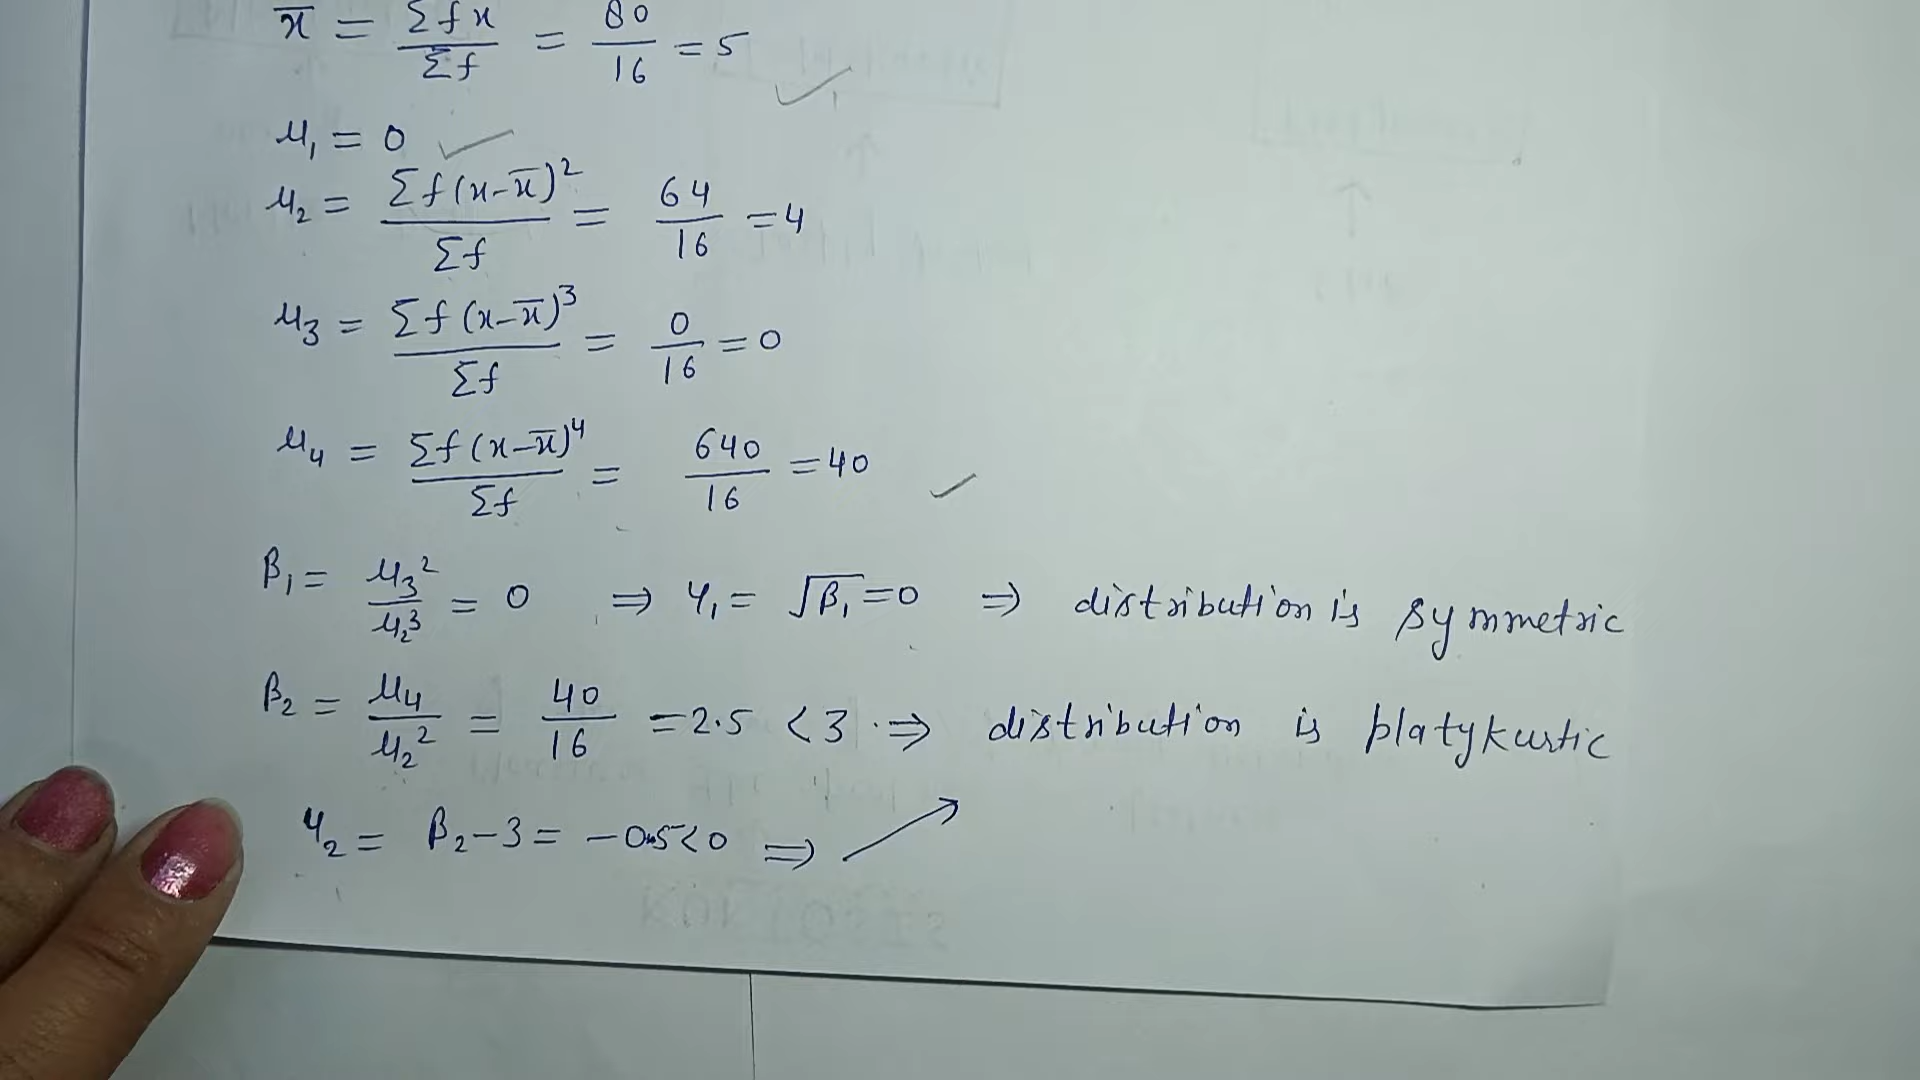 x̄ = Σfx/Σf = 80/16 = 5
μ₁ = 0
μ₂ = Σf(x-x̄)²/Σf = 64/16 = 4
μ₃ = Σf(x-x̄)³/Σf = 0/16 = 0
μ₄ = Σf(x-x̄)⁴/Σf = 640/16 = 40
β₁ = μ₃²/μ₂³ = 0 ⇒ γ₁ = √β₁ = 0 ⇒ distribution is symmetric
β₂ = μ₄/μ₂² = 40/16 = 2.5 < 3 ⇒ distribution is platykurtic
γ₂ = β₂-3 = -0.5<0 ⇒ ↗